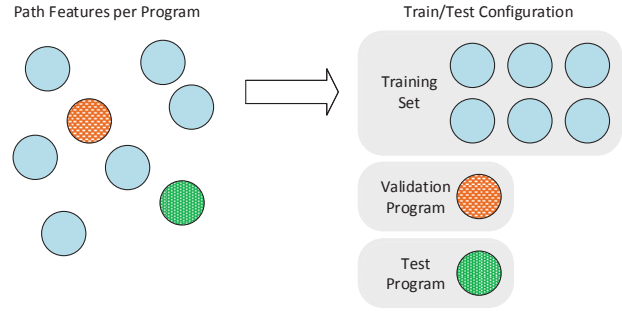 Path Features per Program
Train/Test Configuration
Training
Set
Validation
Program
Test
Program